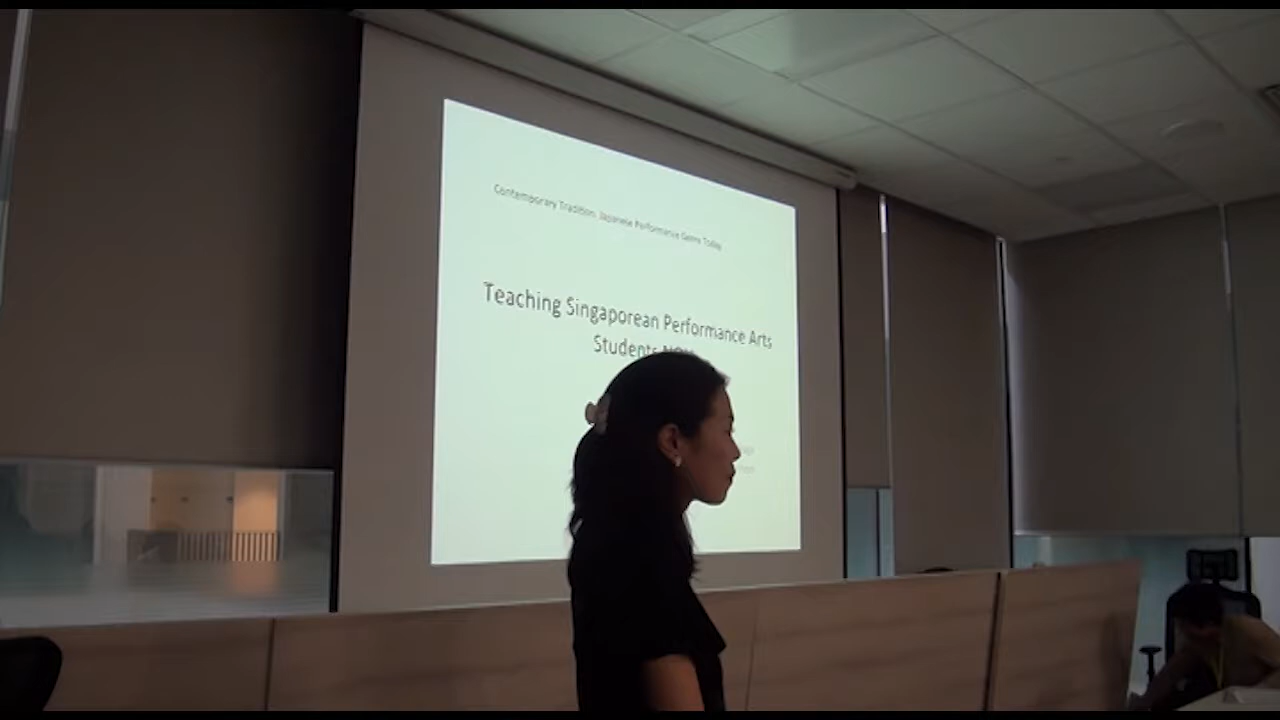 Contemporary Tradition: Japanese Performance Genre Today
Teaching Singaporean Performance Arts
Students